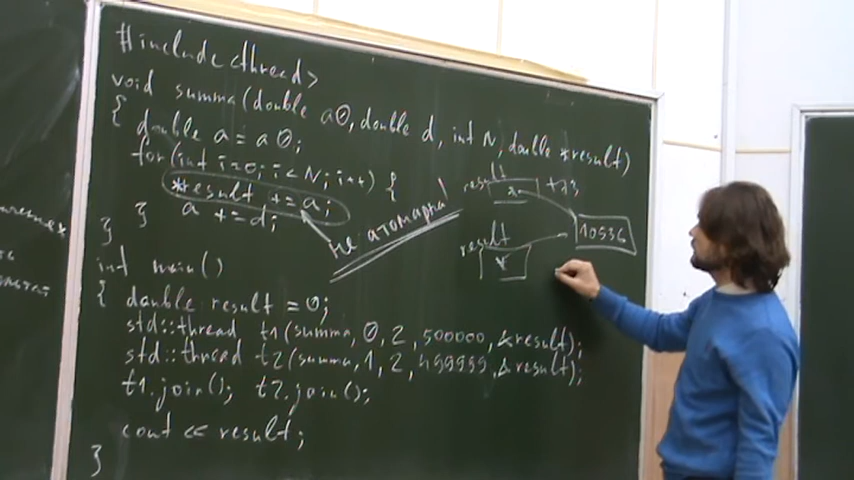 #include<thread>
void summa(double a0, double d, int N, double *result)
{ double a = a0;
for(int i=0; i<N; i++) {
*result += a;
a += d;
}
}
не атомарна!
result
* +73
result
*
10536
int main()
{ double result = 0;
std::thread t1(summa, 0, 2, 500000, &result);
std::thread t2(summa, 1, 2, 499999, &result);
t1.join(); t2.join();
cout << result;
}